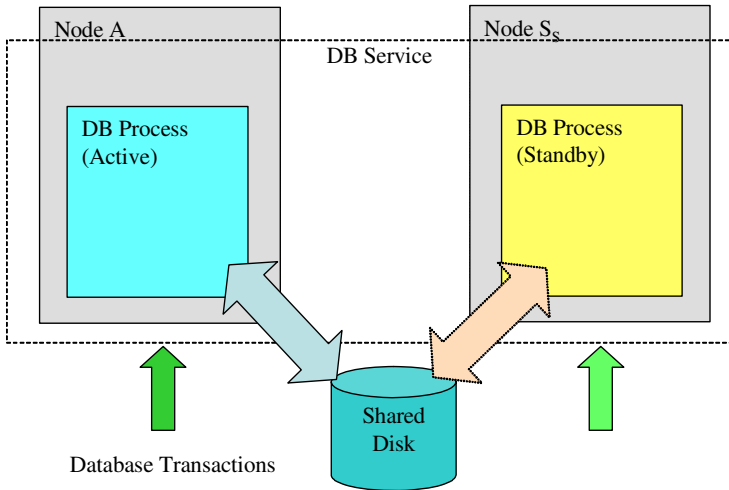 Node A
Node S_S
DB Service
DB Process
(Active)
DB Process
(Standby)
Shared
Disk
Database Transactions